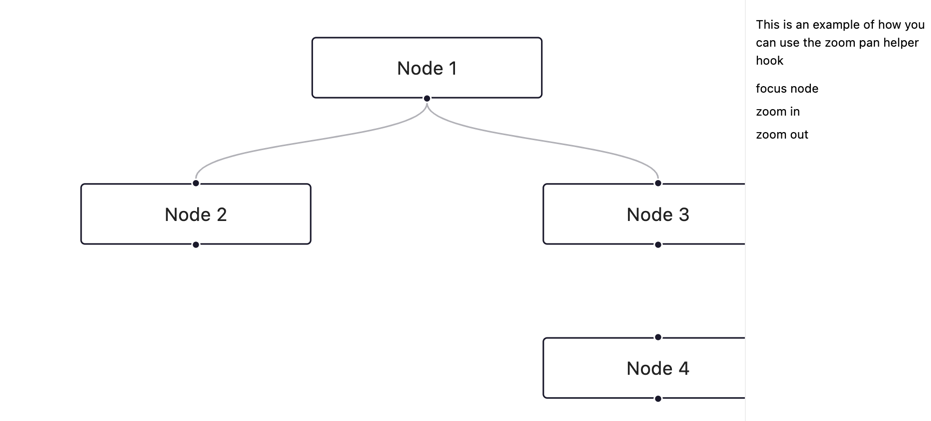 Node 1
Node 2
Node 3
Node 4
This is an example of how you
can use the zoom pan helper
hook
focus node
zoom in
zoom out